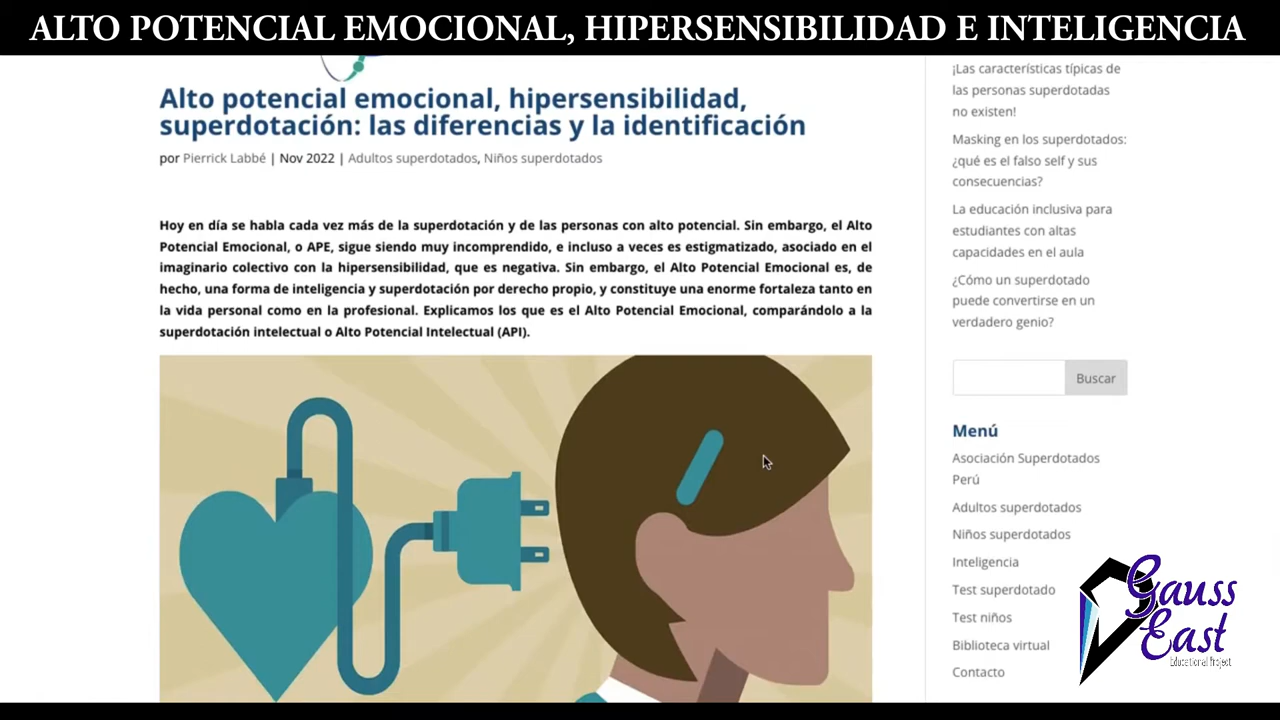 ALTO POTENCIAL EMOCIONAL, HIPERSENSIBILIDAD E INTELIGENCIA
Alto potencial emocional, hipersensibilidad,
superdotación: las diferencias y la identificación
por Pierrick Labbé | Nov 2022 | Adultos superdotados, Niños superdotados
Hoy en día se habla cada vez más de la superdotación y de las personas con alto potencial. Sin embargo, el Alto
Potencial Emocional, o APE, sigue siendo muy incomprendido, e incluso a veces es estigmatizado, asociado en el
imaginario colectivo con la hipersensibilidad, que es negativa. Sin embargo, el Alto Potencial Emocional es, de
hecho, una forma de inteligencia y superdotación por derecho propio, y constituye una enorme fortaleza tanto en
la vida personal como en la profesional. Explicamos los que es el Alto Potencial Emocional, comparándolo a la
superdotación intelectual o Alto Potencial Intelectual (API).
¡Las características típicas de
las personas superdotadas
no existen!
Masking en los superdotados:
¿qué es el falso self y sus
consecuencias?
La educación inclusiva para
estudiantes con altas
capacidades en el aula
¿Cómo un superdotado
puede convertirse en un
verdadero genio?
Buscar
Menú
Asociación Superdotados
Perú
Adultos superdotados
Niños superdotados
Inteligencia
Test superdotado
Test niños
Biblioteca virtual
Contacto
Gauss
East
Educational Project